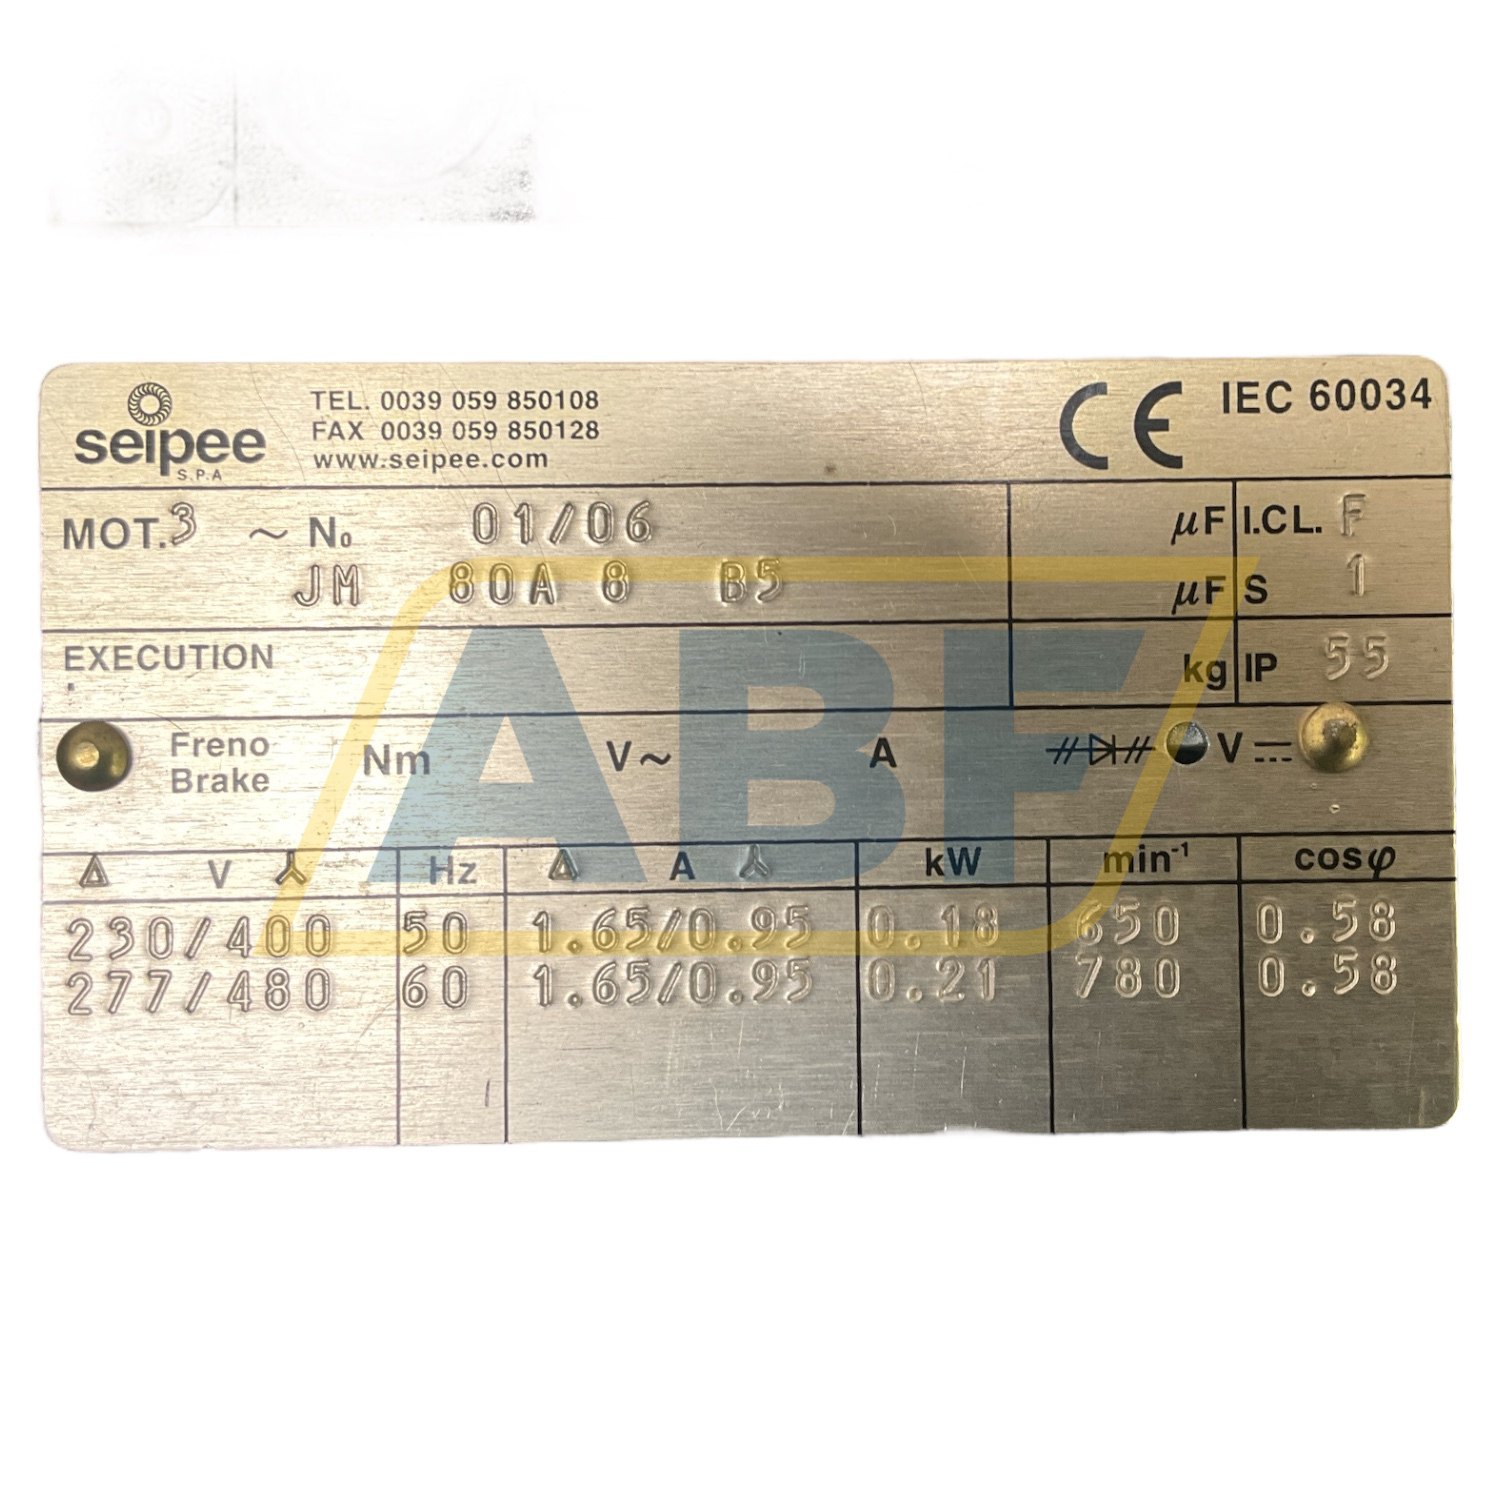 seipee
S.P.A
TEL. 0039 059 850108
FAX 0039 059 850128
www.seipee.com
CE IEC 60034
MOT.3 ~ No 01/06 µF I.CL. F
JM 80A 8 B5 µF S 1
EXECUTION kg IP 55
Freno
Brake Nm V~ A V
Δ V Y Hz Δ A Y kW min⁻¹ cosφ
230/400 50 1.65/0.95 0.18 650 0.58
277/480 60 1.65/0.95 0.21 780 0.58
ABF